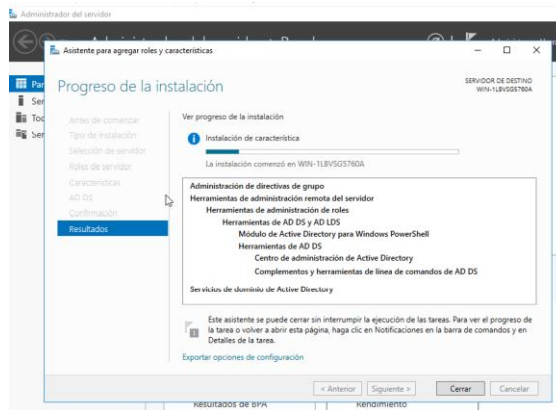 Administrador del servidor
Asistente para agregar roles y características
Progreso de la instalación
SERVIDOR DE DESTINO
WIN-1LBVSGS760A
Antes de comenzar
Tipo de instalación
Selección de servidor
Roles de servidor
Características
AD DS
Confirmación
Resultados
Ver progreso de la instalación
Instalación de característica
La instalación comenzó en WIN-1LBVSGS760A
Administración de directivas de grupo
Herramientas de administración remota del servidor
Herramientas de administración de roles
Herramientas de AD DS y AD LDS
Módulo de Active Directory para Windows PowerShell
Herramientas de AD DS
Centro de administración de Active Directory
Complementos y herramientas de línea de comandos de AD DS
Servicios de dominio de Active Directory
Este asistente se puede cerrar sin interrumpir la ejecución de las tareas. Para ver el progreso de
la tarea o volver a abrir esta página, haga clic en Notificaciones en la barra de comandos y en
Detalles de la tarea.
Exportar opciones de configuración
< Anterior
Siguiente >
Cerrar
Cancelar
Resultados de BPA
Rendimiento